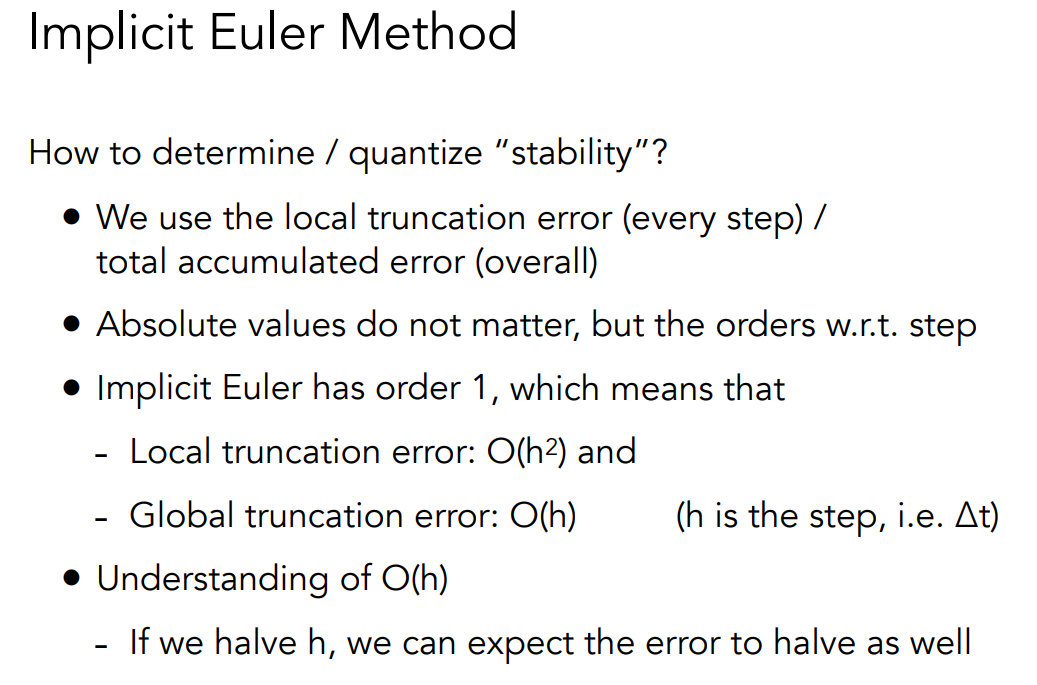 Implicit Euler Method
How to determine / quantize “stability”?
● We use the local truncation error (every step) /
total accumulated error (overall)
● Absolute values do not matter, but the orders w.r.t. step
● Implicit Euler has order 1, which means that
- Local truncation error: O(h²) and
- Global truncation error: O(h) (h is the step, i.e. Δt)
● Understanding of O(h)
- If we halve h, we can expect the error to halve as well